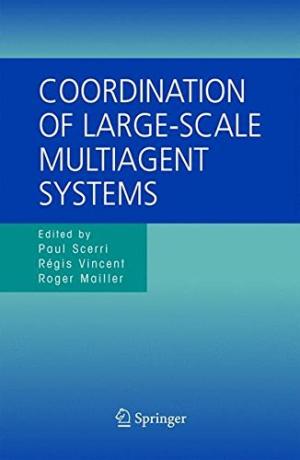 COORDINATION
OF LARGE-SCALE
MULTIAGENT
SYSTEMS
Edited by
Paul Scerri
Régis Vincent
Roger Mailler
Springer